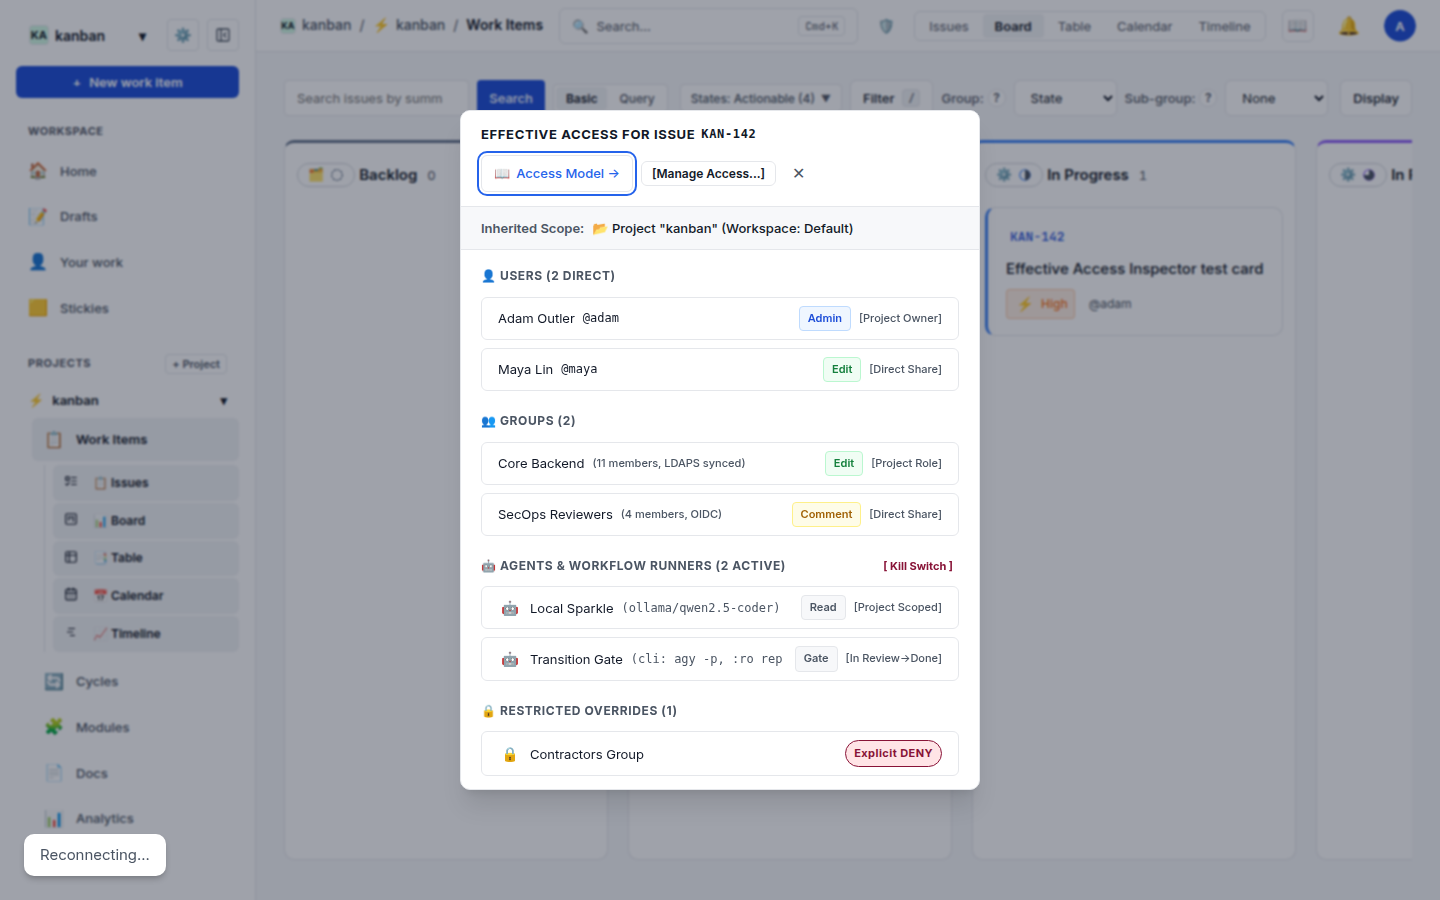 KA kanban ▾
+ New work item
WORKSPACE
Home
Drafts
Your work
Stickies
PROJECTS + Project
kanban ▾
Work Items
Issues
Board
Table
Calendar
Timeline
Cycles
Modules
Docs
Analytics
Reconnecting...
KA kanban / kanban / Work Items
Search... Cmd+K
Issues Board Table Calendar Timeline
A
Search issues by summ Search Basic Query States: Actionable (4) ▾ Filter / Group: ? State Sub-group: ? None Display
Backlog 0
In Progress 1
KAN-142
Effective Access Inspector test card
High @adam
EFFECTIVE ACCESS FOR ISSUE KAN-142
Access Model →
[Manage Access...]
✕
Inherited Scope: Project "kanban" (Workspace: Default)
USERS (2 DIRECT)
Adam Outler @adam Admin [Project Owner]
Maya Lin @maya Edit [Direct Share]
GROUPS (2)
Core Backend (11 members, LDAPS synced) Edit [Project Role]
SecOps Reviewers (4 members, OIDC) Comment [Direct Share]
AGENTS & WORKFLOW RUNNERS (2 ACTIVE) [ Kill Switch ]
Local Sparkle (ollama/qwen2.5-coder) Read [Project Scoped]
Transition Gate (cli: agy -p, :ro rep Gate [In Review→Done]
RESTRICTED OVERRIDES (1)
Contractors Group Explicit DENY